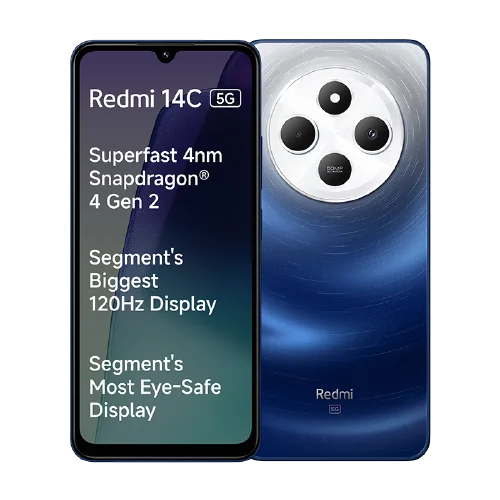 Redmi 14C 5G
Superfast 4nm
Snapdragon®
4 Gen 2
Segment's
Biggest
120Hz Display
Segment's
Most Eye-Safe
Display
50MP
Redmi
5G